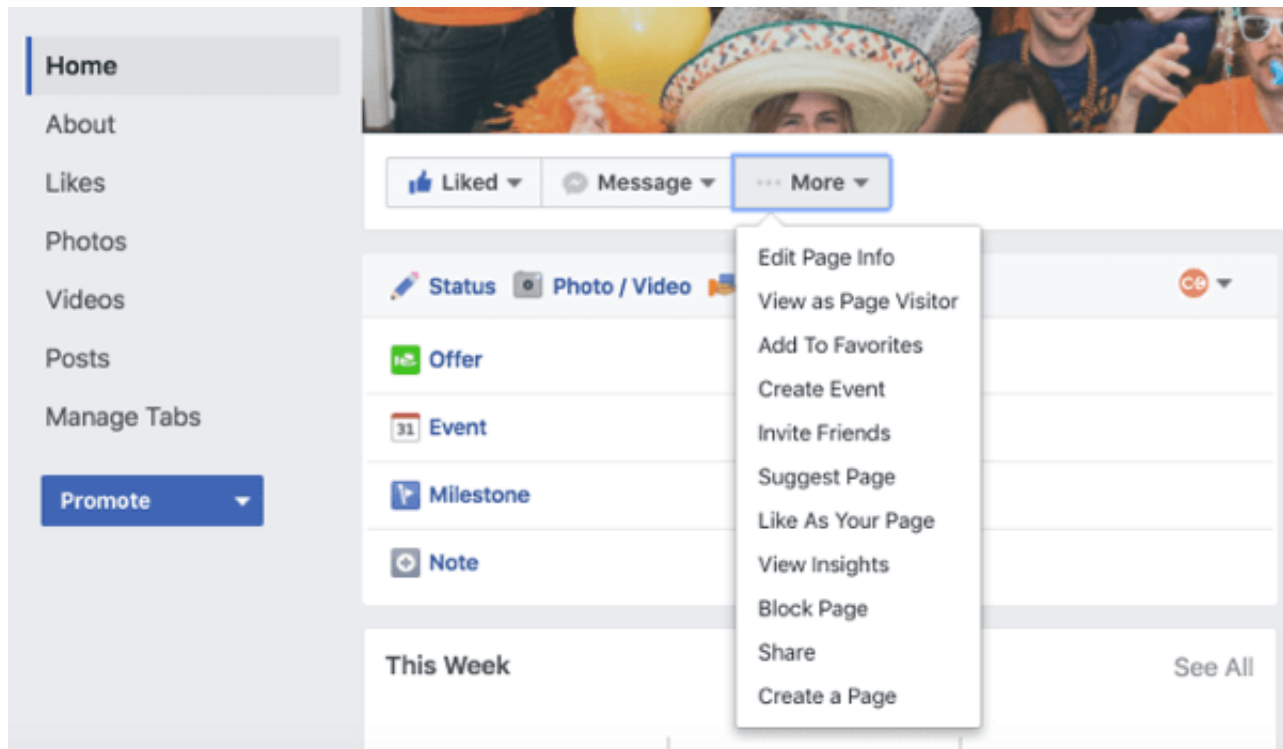 Home
About
Likes
Photos
Videos
Posts
Manage Tabs
Promote
Liked
Message
··· More
Edit Page Info
View as Page Visitor
Add To Favorites
Create Event
Invite Friends
Suggest Page
Like As Your Page
View Insights
Block Page
Share
Create a Page
Status
Photo / Video
Offer
31 Event
Milestone
Note
This Week
See All